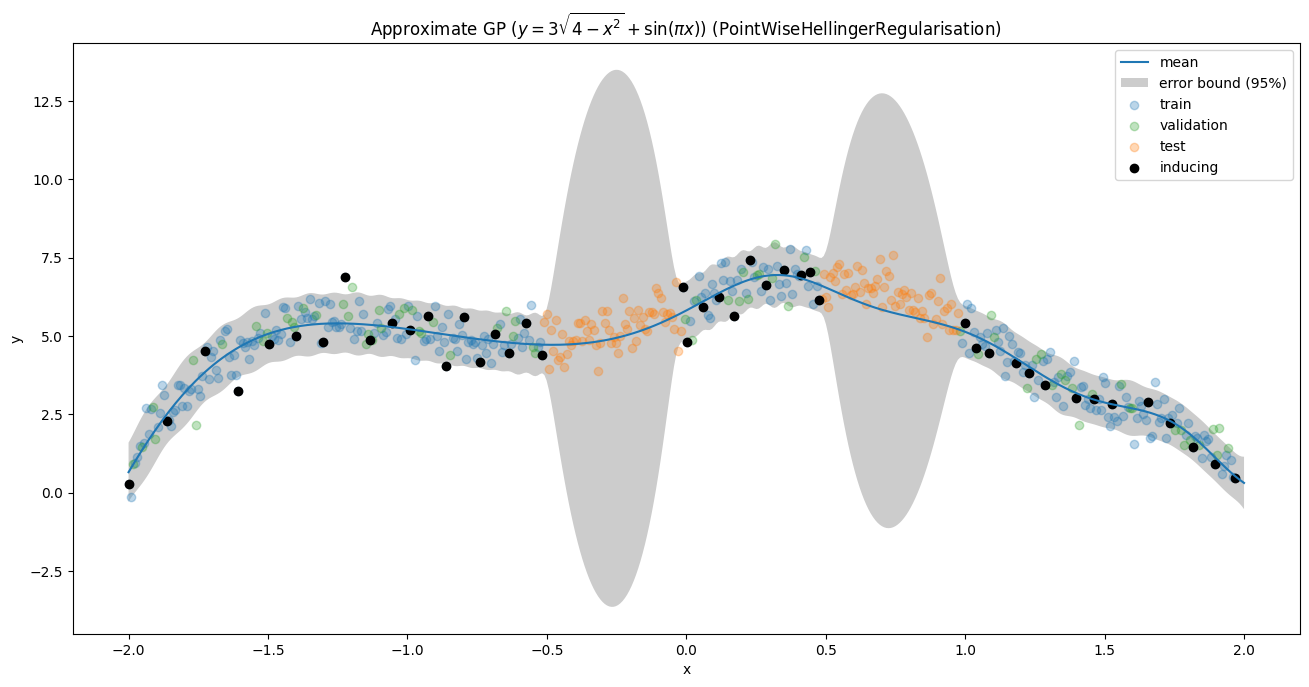 Approximate GP (y = 3√4 − x² + sin(πx)) (PointWiseHellingerRegularisation)
mean
error bound (95%)
train
validation
test
inducing
12.5
10.0
7.5
5.0
2.5
0.0
−2.5
y
−2.0 −1.5 −1.0 −0.5 0.0 0.5 1.0 1.5 2.0
x